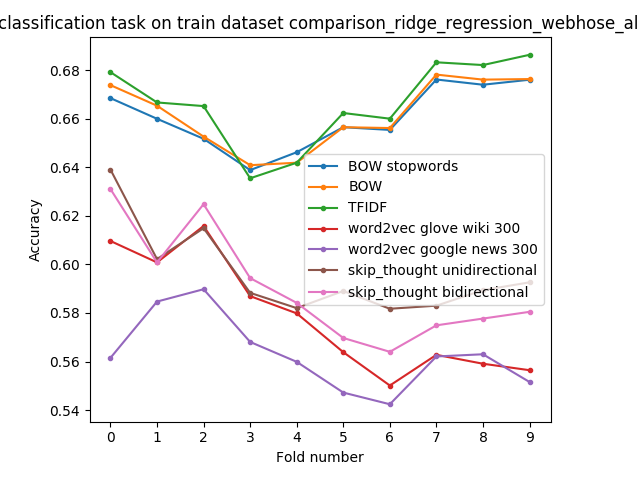 classification task on train dataset comparison_ridge_regression_webhose_al
0.68
0.66
0.64
0.62
0.60
0.58
0.56
0.54
Accuracy
BOW stopwords
BOW
TFIDF
word2vec glove wiki 300
word2vec google news 300
skip_thought unidirectional
skip_thought bidirectional
0 1 2 3 4 5 6 7 8 9
Fold number